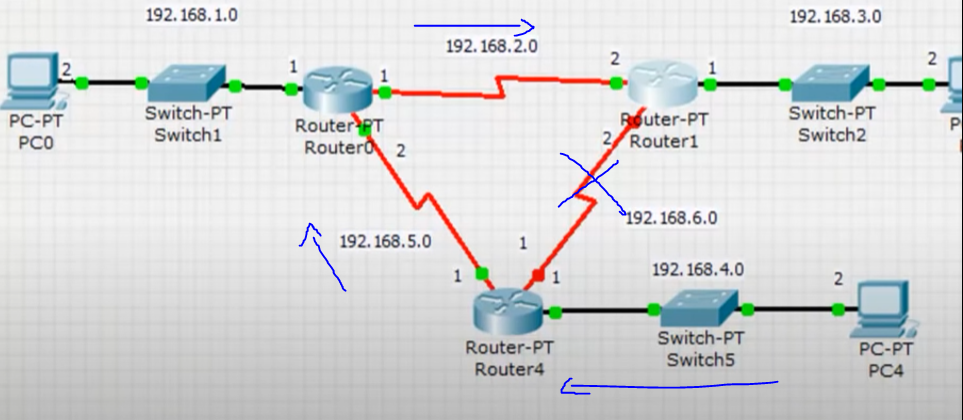 192.168.1.0
192.168.3.0
192.168.2.0
2
1
1
2
1
2
PC-PT
PC0
Switch-PT
Switch1
Router-PT
Router0
Router-PT
Router1
Switch-PT
Switch2
2
2
192.168.6.0
192.168.5.0
1
1
1
192.168.4.0
2
Router-PT
Router4
Switch-PT
Switch5
PC-PT
PC4